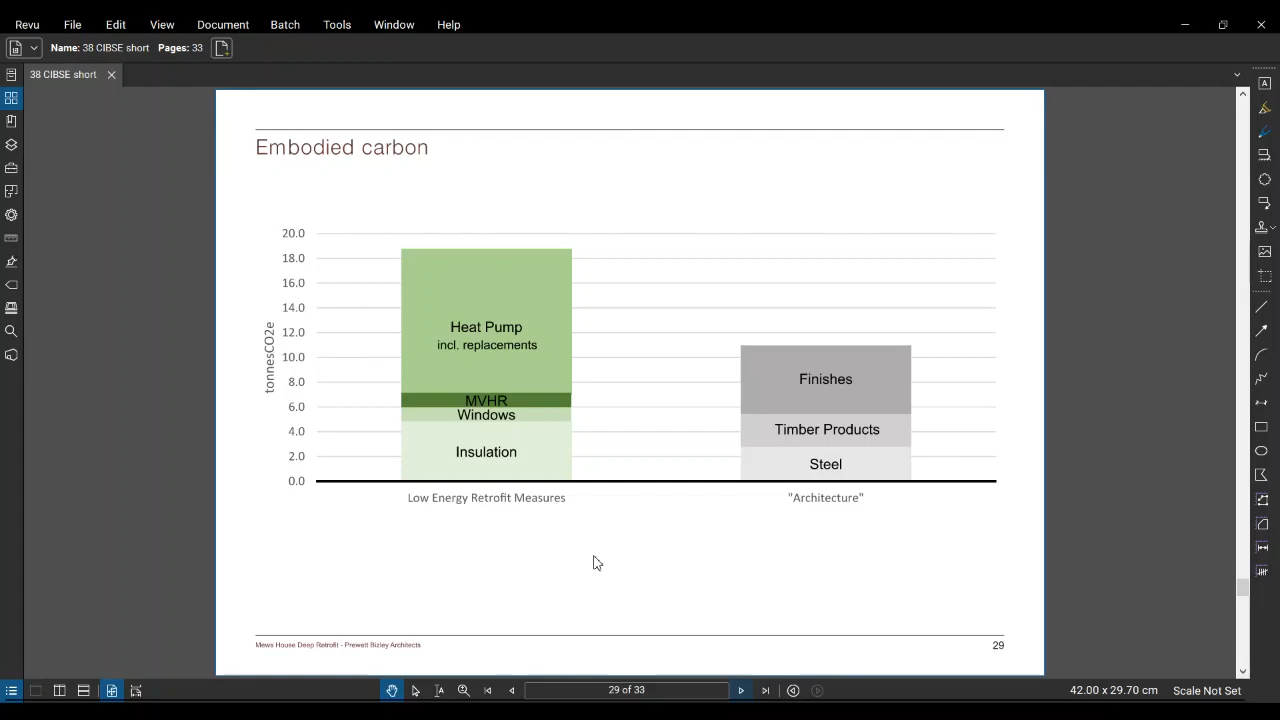 Revu File Edit View Document Batch Tools Window Help
Name: 38 CIBSE short Pages: 33
38 CIBSE short
Embodied carbon
20.0
18.0
16.0
14.0
12.0
10.0
8.0
6.0
4.0
2.0
0.0
tonnesCO2e
Heat Pump
incl. replacements
MVHR
Windows
Insulation
Finishes
Timber Products
Steel
Low Energy Retrofit Measures
"Architecture"
Mews House Deep Retrofit - Prewett Bizley Architects
29
29 of 33
42.00 x 29.70 cm
Scale Not Set